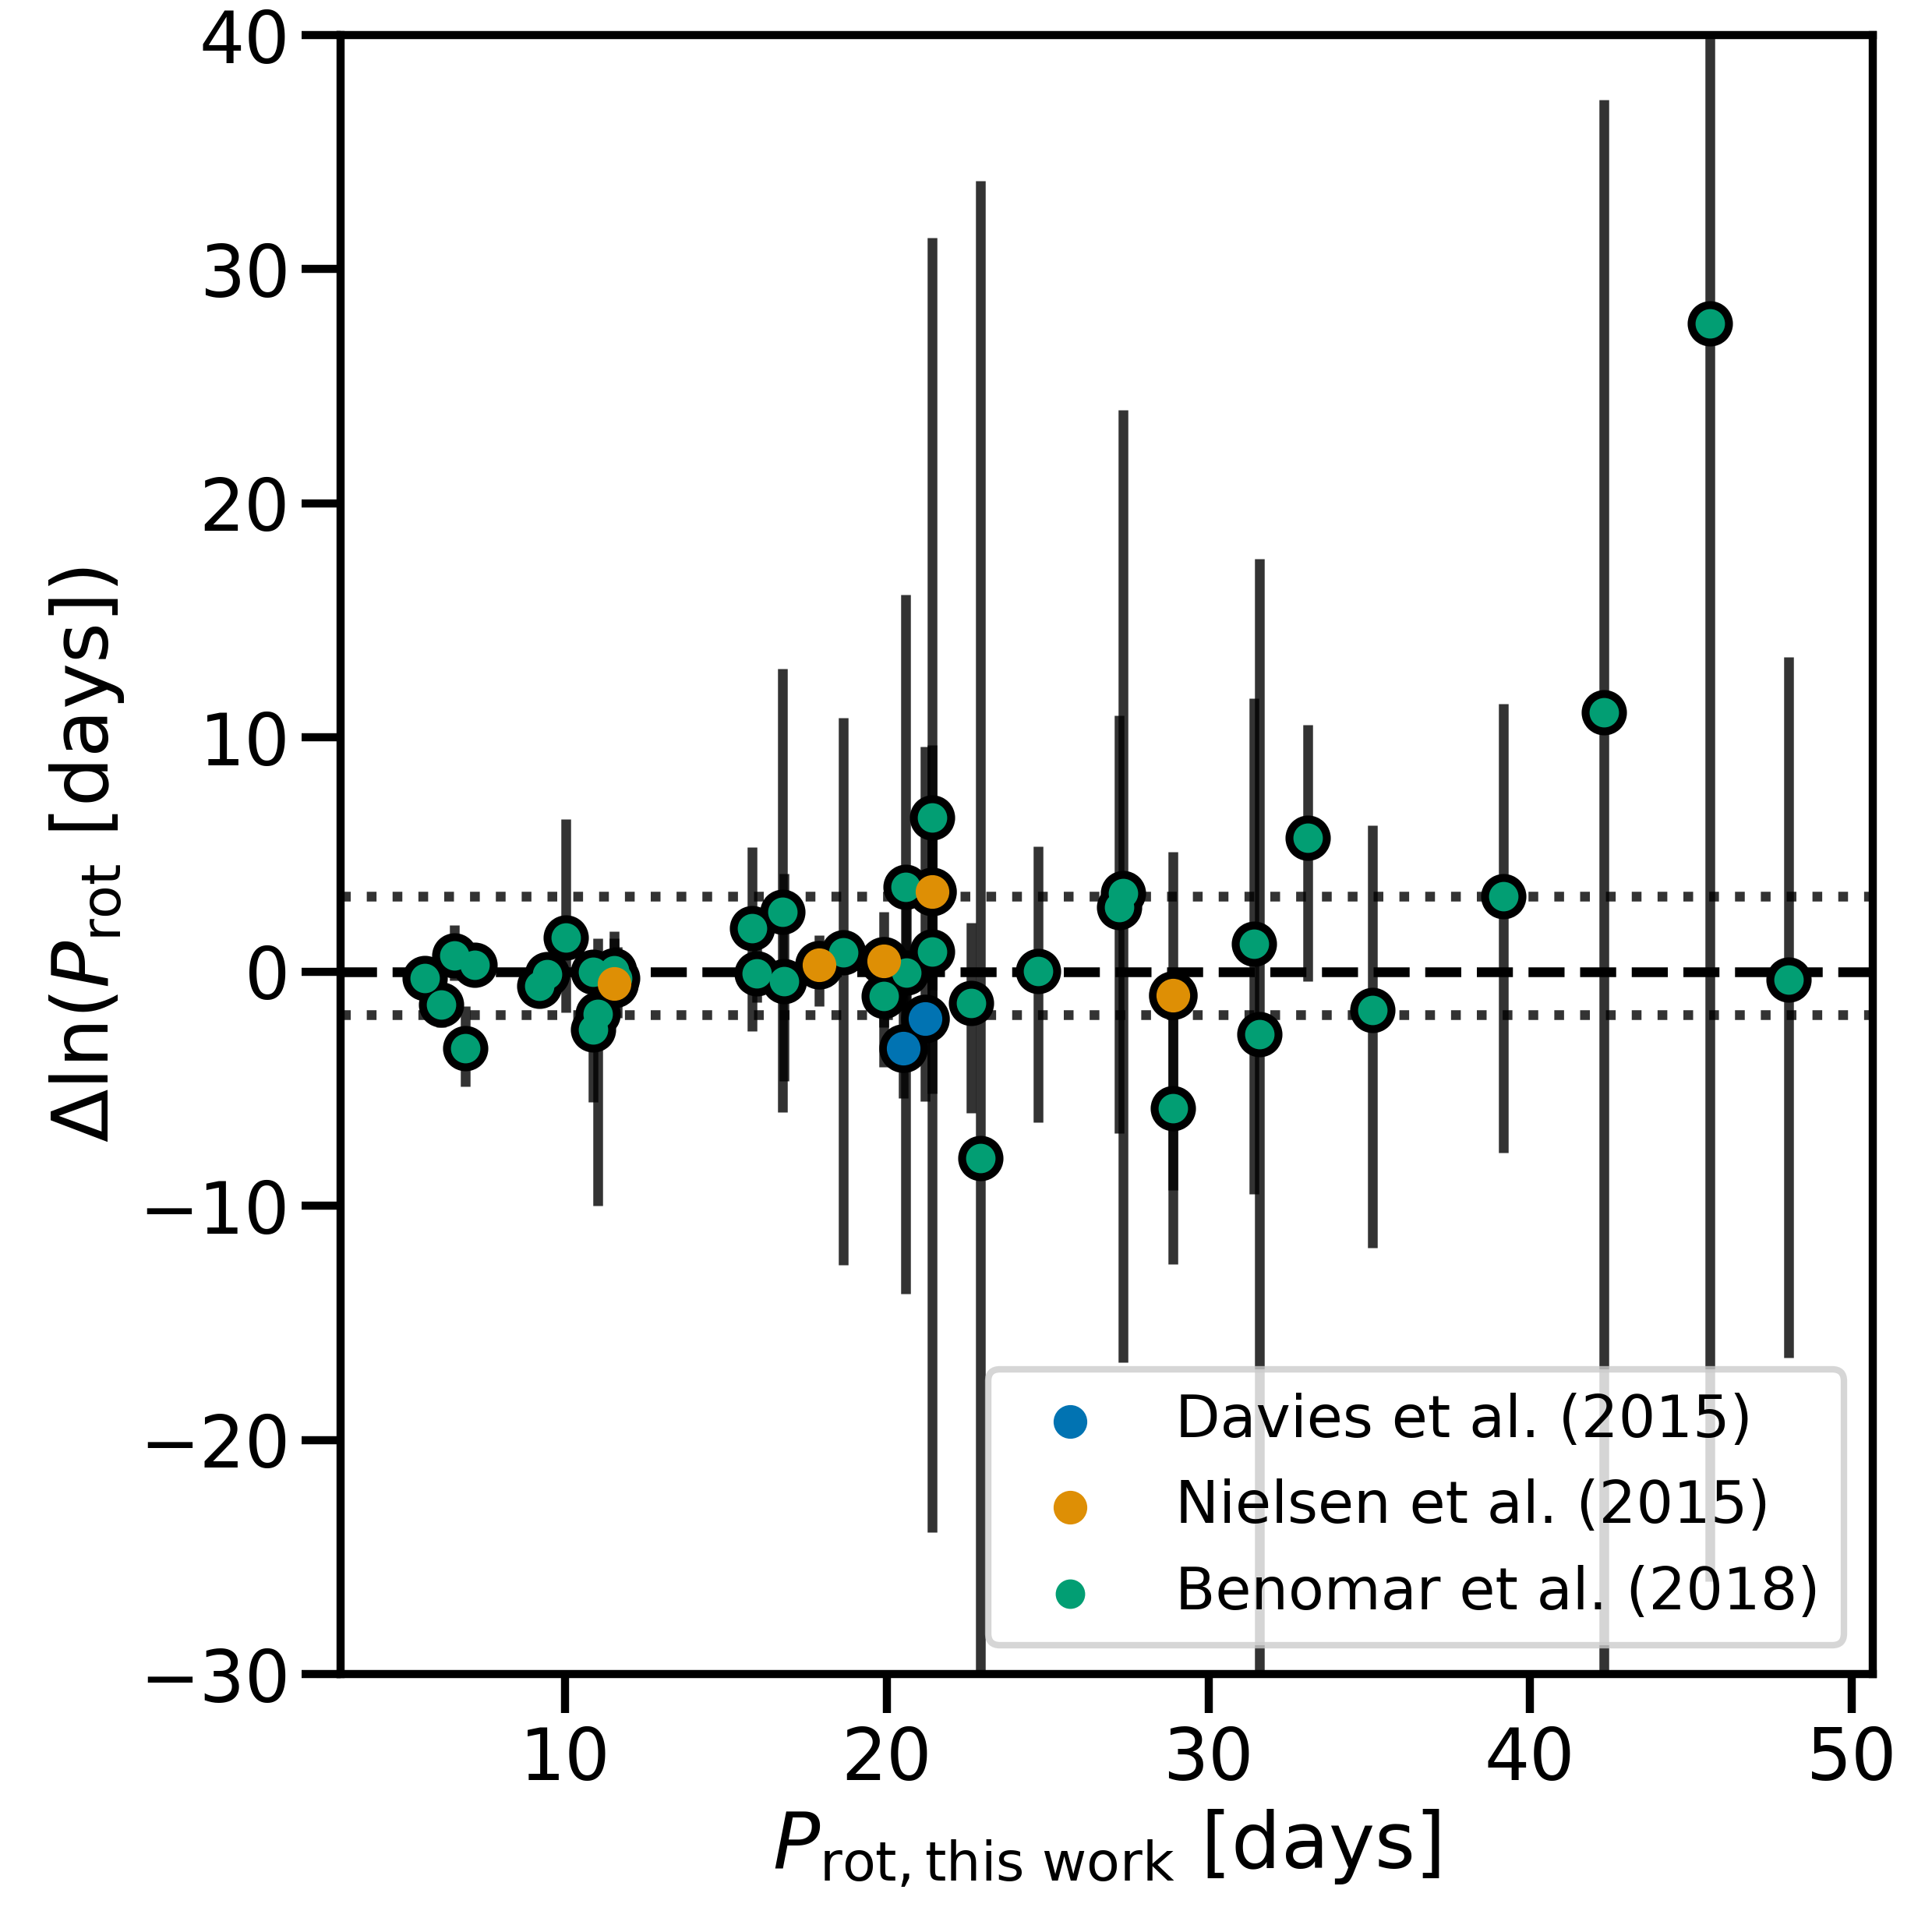 40
30
20
10
0
−10
−20
−30
Δln(Prot [days])
10 20 30 40 50
Prot, this work [days]
Davies et al. (2015)
Nielsen et al. (2015)
Benomar et al. (2018)